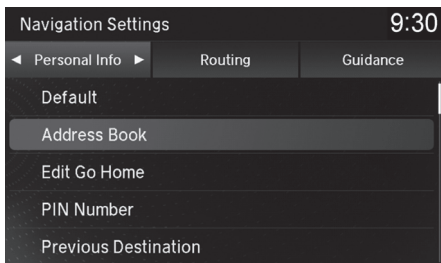 Navigation Settings 9:30
Personal Info Routing Guidance
Default
Address Book
Edit Go Home
PIN Number
Previous Destination